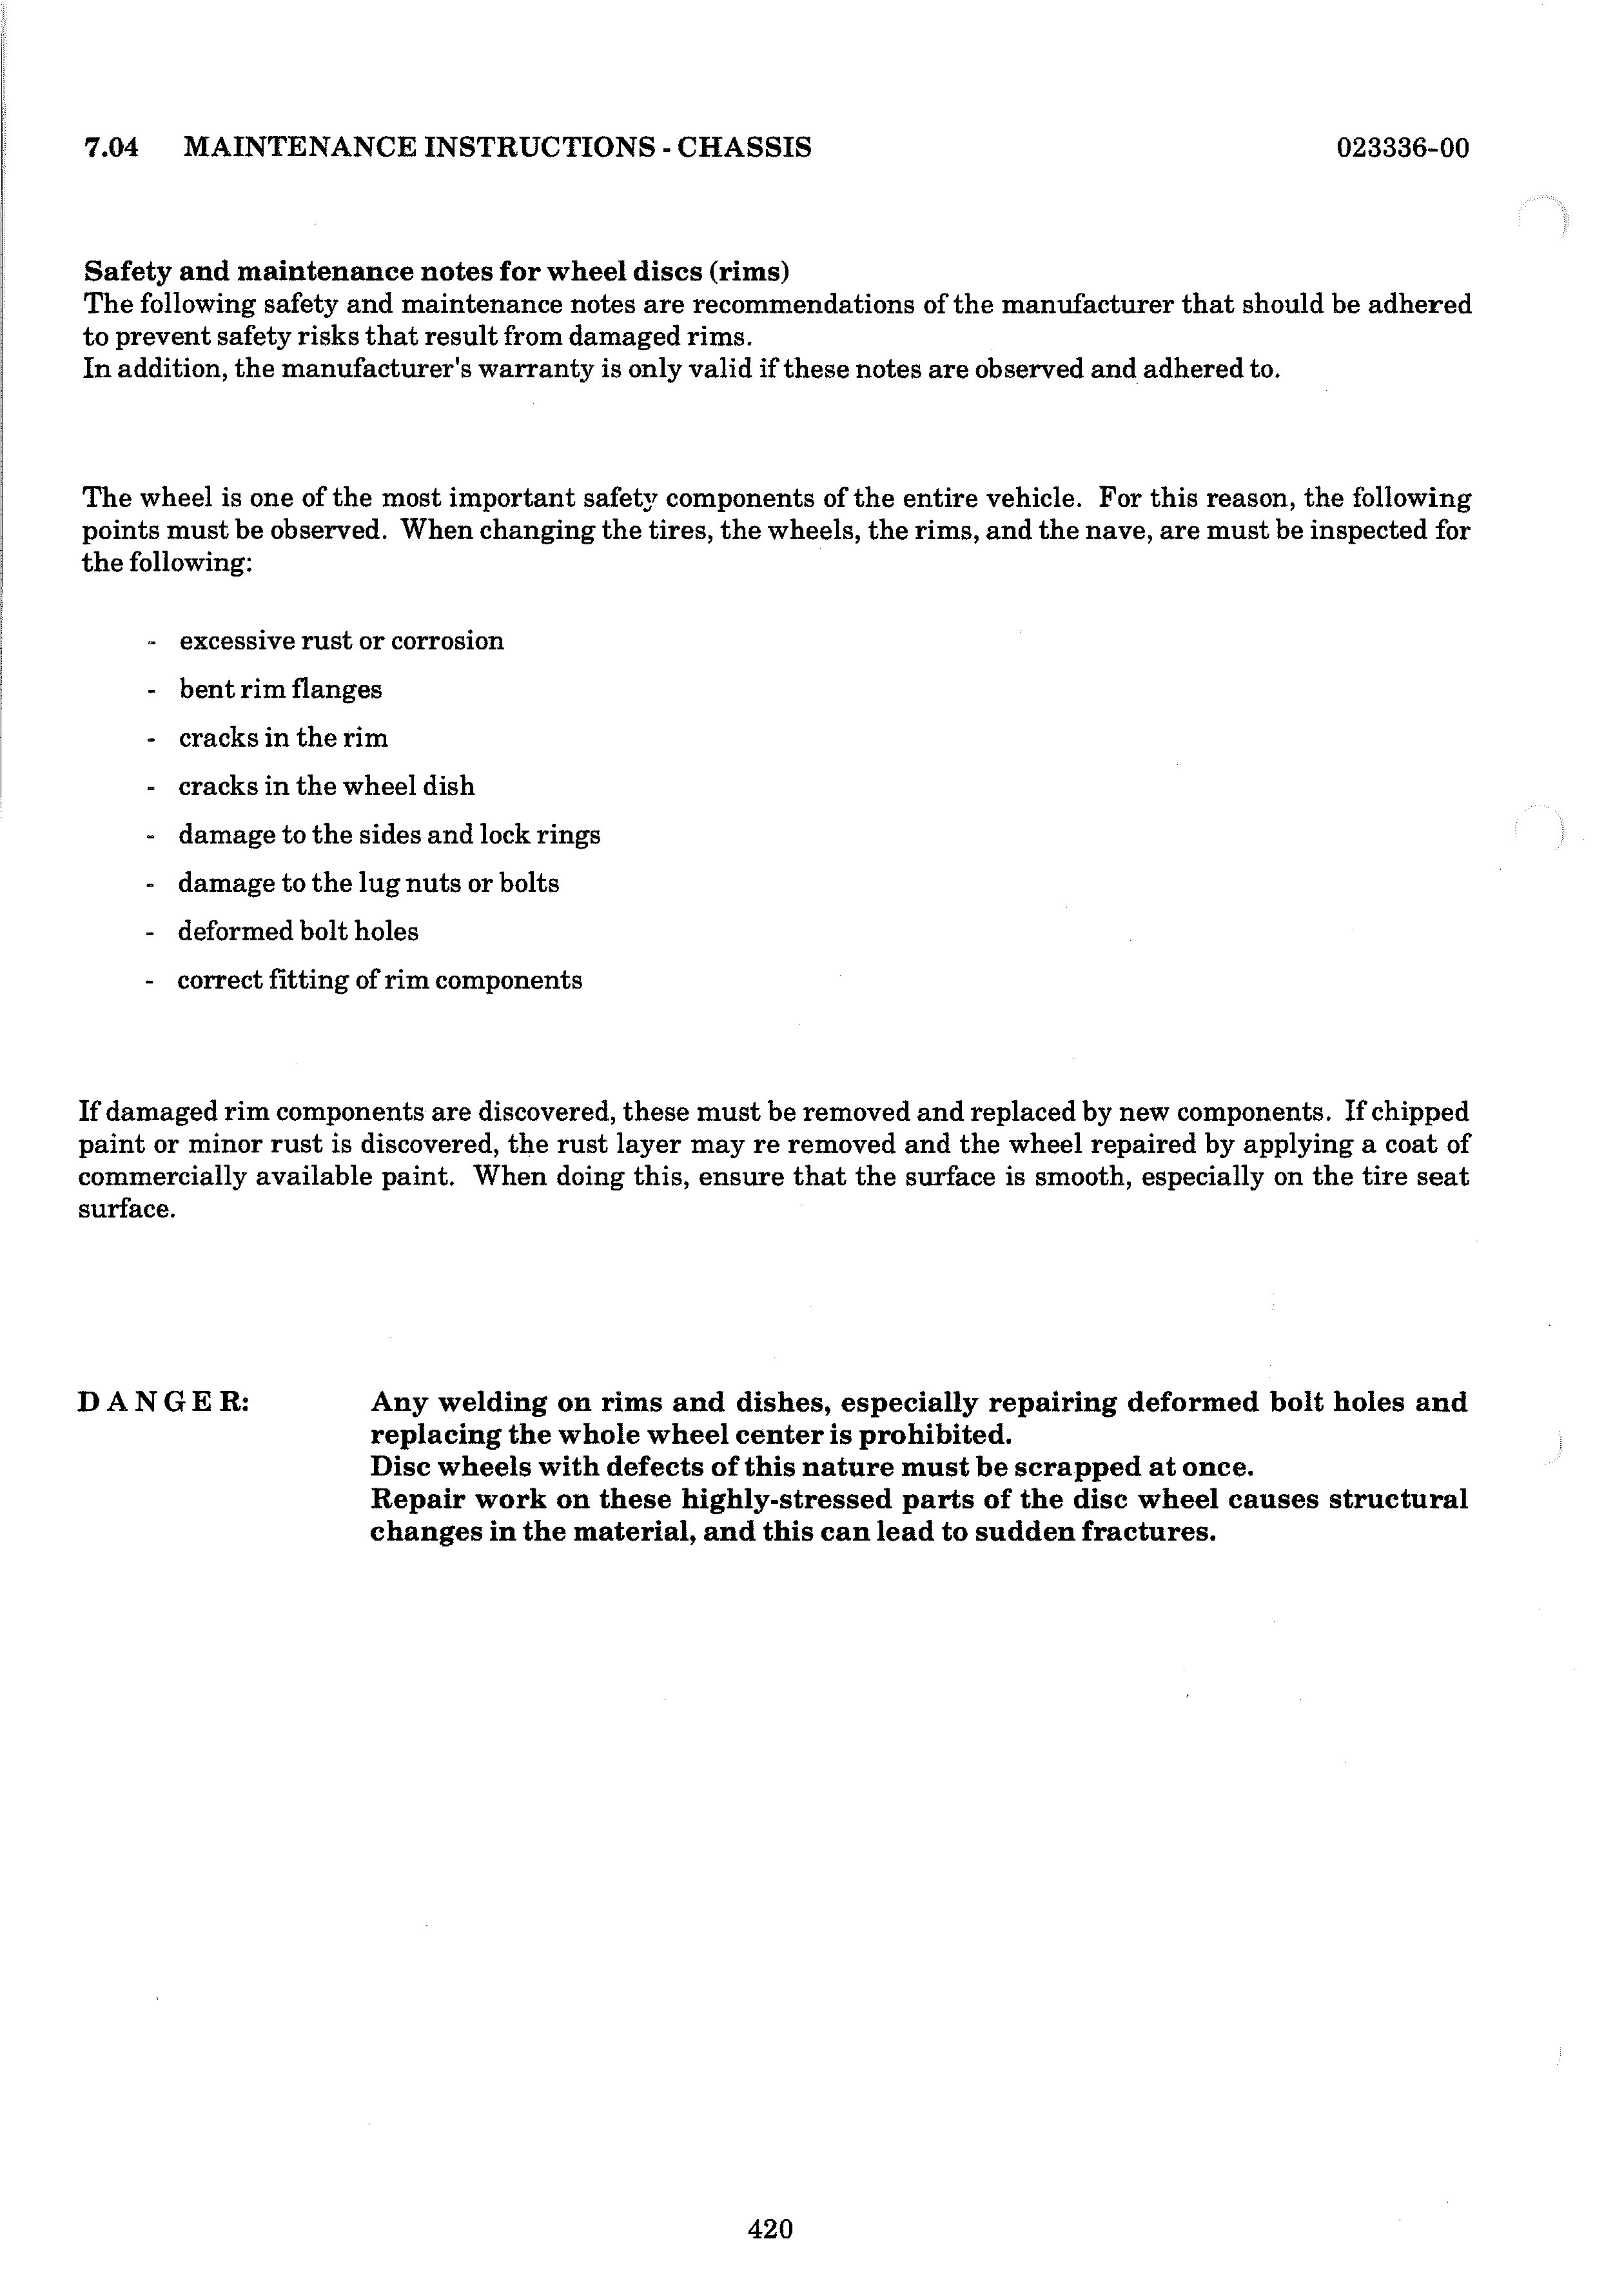 7.04 MAINTENANCE INSTRUCTIONS - CHASSIS 023336-00
Safety and maintenance notes for wheel discs (rims)
The following safety and maintenance notes are recommendations of the manufacturer that should be adhered
to prevent safety risks that result from damaged rims.
In addition, the manufacturer's warranty is only valid if these notes are observed and adhered to.
The wheel is one of the most important safety components of the entire vehicle. For this reason, the following
points must be observed. When changing the tires, the wheels, the rims, and the nave, are must be inspected for
the following:
- excessive rust or corrosion
- bent rim flanges
- cracks in the rim
- cracks in the wheel dish
- damage to the sides and lock rings
- damage to the lug nuts or bolts
- deformed bolt holes
- correct fitting of rim components
If damaged rim components are discovered, these must be removed and replaced by new components. If chipped
paint or minor rust is discovered, the rust layer may re removed and the wheel repaired by applying a coat of
commercially available paint. When doing this, ensure that the surface is smooth, especially on the tire seat
surface.
D A N G E R: Any welding on rims and dishes, especially repairing deformed bolt holes and
replacing the whole wheel center is prohibited.
Disc wheels with defects of this nature must be scrapped at once.
Repair work on these highly-stressed parts of the disc wheel causes structural
changes in the material, and this can lead to sudden fractures.
420